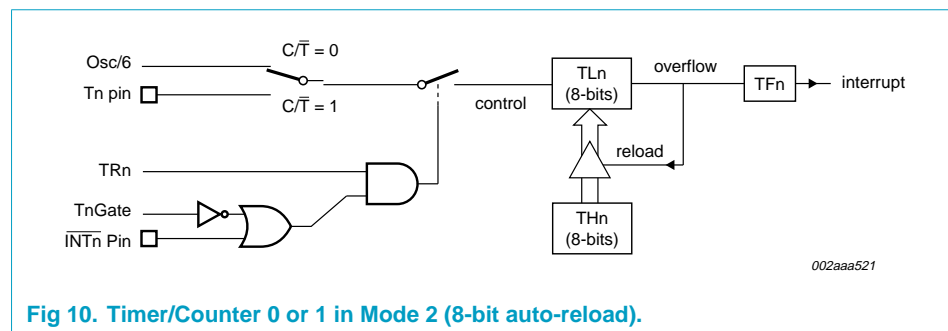 Osc/6
C/T̅ = 0
Tn pin
C/T̅ = 1
control
TLn
(8-bits)
overflow
TFn
interrupt
reload
TRn
TnGate
I̅N̅T̅n̅ Pin
THn
(8-bits)
002aaa521
Fig 10. Timer/Counter 0 or 1 in Mode 2 (8-bit auto-reload).